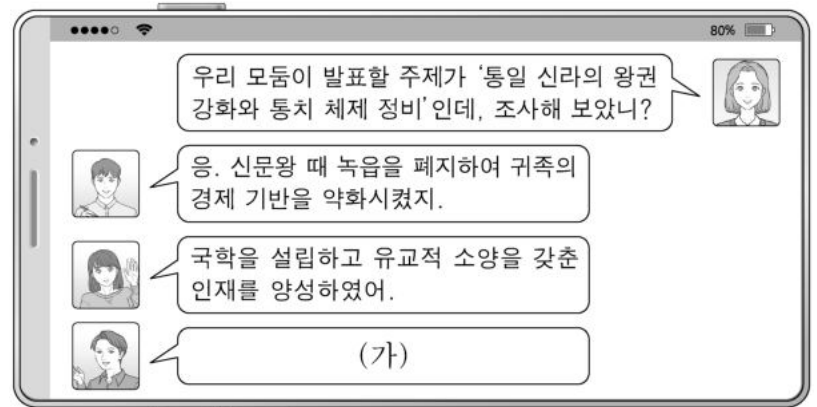 80%
우리 모둠이 발표할 주제가 ‘통일 신라의 왕권
강화와 통치 체제 정비’인데, 조사해 보았니?
응. 신문왕 때 녹읍을 폐지하여 귀족의
경제 기반을 약화시켰지.
국학을 설립하고 유교적 소양을 갖춘
인재를 양성하였어.
(가)